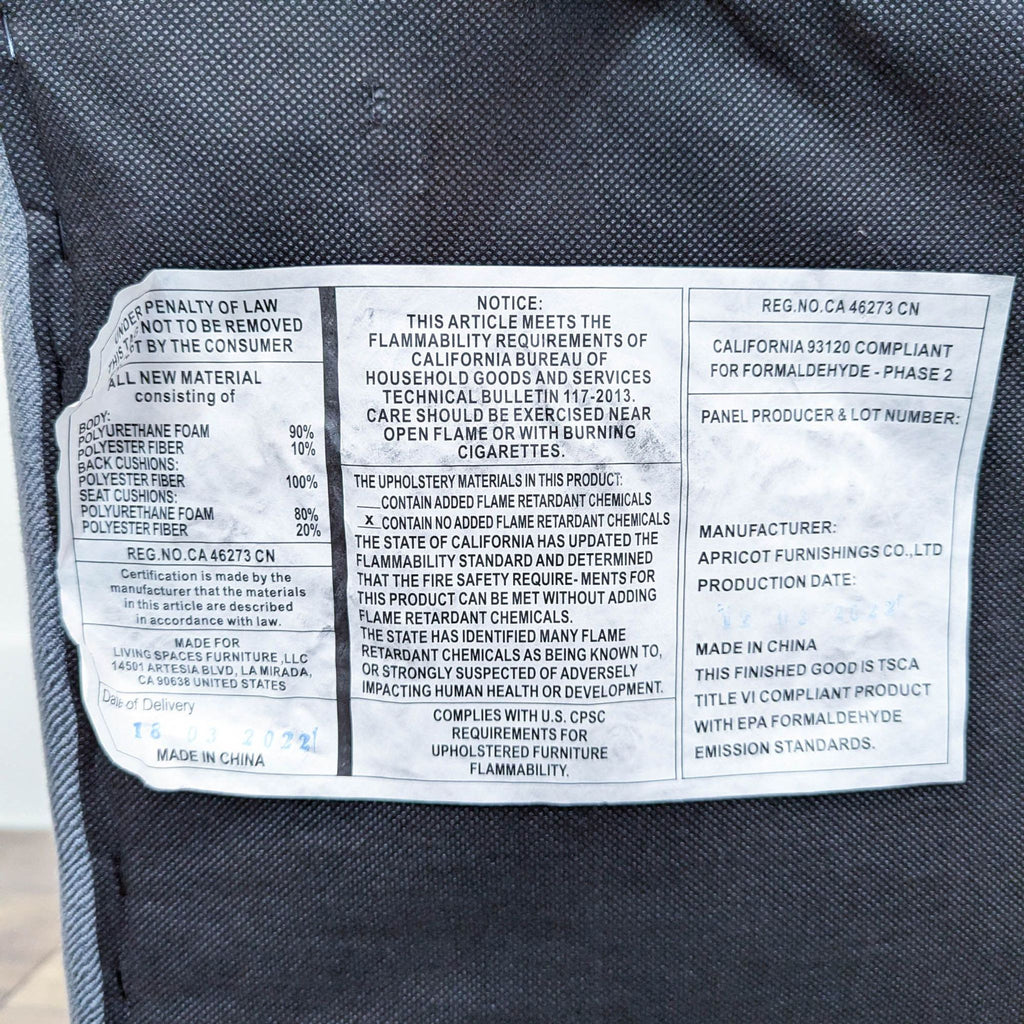 UNDER PENALTY OF LAW
THIS TAG NOT TO BE REMOVED
BY THE CONSUMER
ALL NEW MATERIAL
consisting of
BODY:
POLYURETHANE FOAM 90%
POLYESTER FIBER 10%
BACK CUSHIONS:
POLYESTER FIBER 100%
SEAT CUSHIONS:
POLYURETHANE FOAM 80%
POLYESTER FIBER 20%
REG.NO.CA 46273 CN
Certification is made by the
manufacturer that the materials
in this article are described
in accordance with law.
MADE FOR
LIVING SPACES FURNITURE ,LLC
14501 ARTESIA BLVD, LA MIRADA,
CA 90638 UNITED STATES
Date of Delivery
18 03 2022
MADE IN CHINA
NOTICE:
THIS ARTICLE MEETS THE
FLAMMABILITY REQUIREMENTS OF
CALIFORNIA BUREAU OF
HOUSEHOLD GOODS AND SERVICES
TECHNICAL BULLETIN 117-2013.
CARE SHOULD BE EXERCISED NEAR
OPEN FLAME OR WITH BURNING
CIGARETTES.
THE UPHOLSTERY MATERIALS IN THIS PRODUCT:
___CONTAIN ADDED FLAME RETARDANT CHEMICALS
_x_CONTAIN NO ADDED FLAME RETARDANT CHEMICALS
THE STATE OF CALIFORNIA HAS UPDATED THE
FLAMMABILITY STANDARD AND DETERMINED
THAT THE FIRE SAFETY REQUIRE- MENTS FOR
THIS PRODUCT CAN BE MET WITHOUT ADDING
FLAME RETARDANT CHEMICALS.
THE STATE HAS IDENTIFIED MANY FLAME
RETARDANT CHEMICALS AS BEING KNOWN TO,
OR STRONGLY SUSPECTED OF ADVERSELY
IMPACTING HUMAN HEALTH OR DEVELOPMENT.
COMPLIES WITH U.S. CPSC
REQUIREMENTS FOR
UPHOLSTERED FURNITURE
FLAMMABILITY.
REG.NO.CA 46273 CN
CALIFORNIA 93120 COMPLIANT
FOR FORMALDEHYDE - PHASE 2
PANEL PRODUCER & LOT NUMBER:
MANUFACTURER:
APRICOT FURNISHINGS CO.,LTD
PRODUCTION DATE:
18 03 2022
MADE IN CHINA
THIS FINISHED GOOD IS TSCA
TITLE VI COMPLIANT PRODUCT
WITH EPA FORMALDEHYDE
EMISSION STANDARDS.